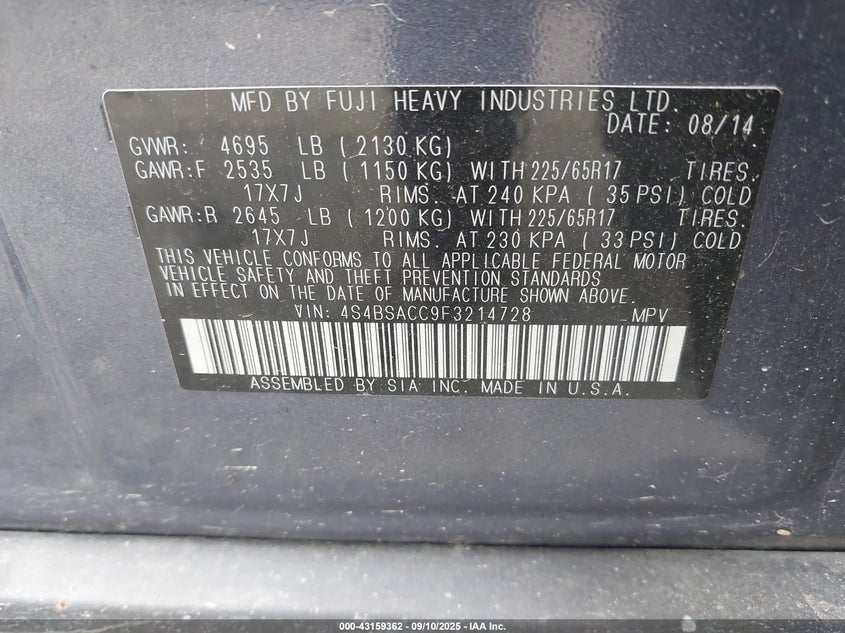 MFD BY FUJI HEAVY INDUSTRIES LTD.
DATE: 08/14
GVWR: 4695 LB ( 2130 KG)
GAWR:F 2535 LB ( 1150 KG) WITH 225/65R17 TIRES.
17X7J RIMS. AT 240 KPA ( 35 PSI) COLD
GAWR:R 2645 LB ( 1200 KG) WITH 225/65R17 TIRES.
17X7J RIMS. AT 230 KPA ( 33 PSI) COLD
THIS VEHICLE CONFORMS TO ALL APPLICABLE FEDERAL MOTOR
VEHICLE SAFETY AND THEFT PREVENTION STANDARDS
IN EFFECT ON THE DATE OF MANUFACTURE SHOWN ABOVE.
VIN: 4S4BSACC9F3214728 MPV
ASSEMBLED BY SIA INC. MADE IN U.S.A.
000-43159362 - 09/10/2025 - IAA Inc.